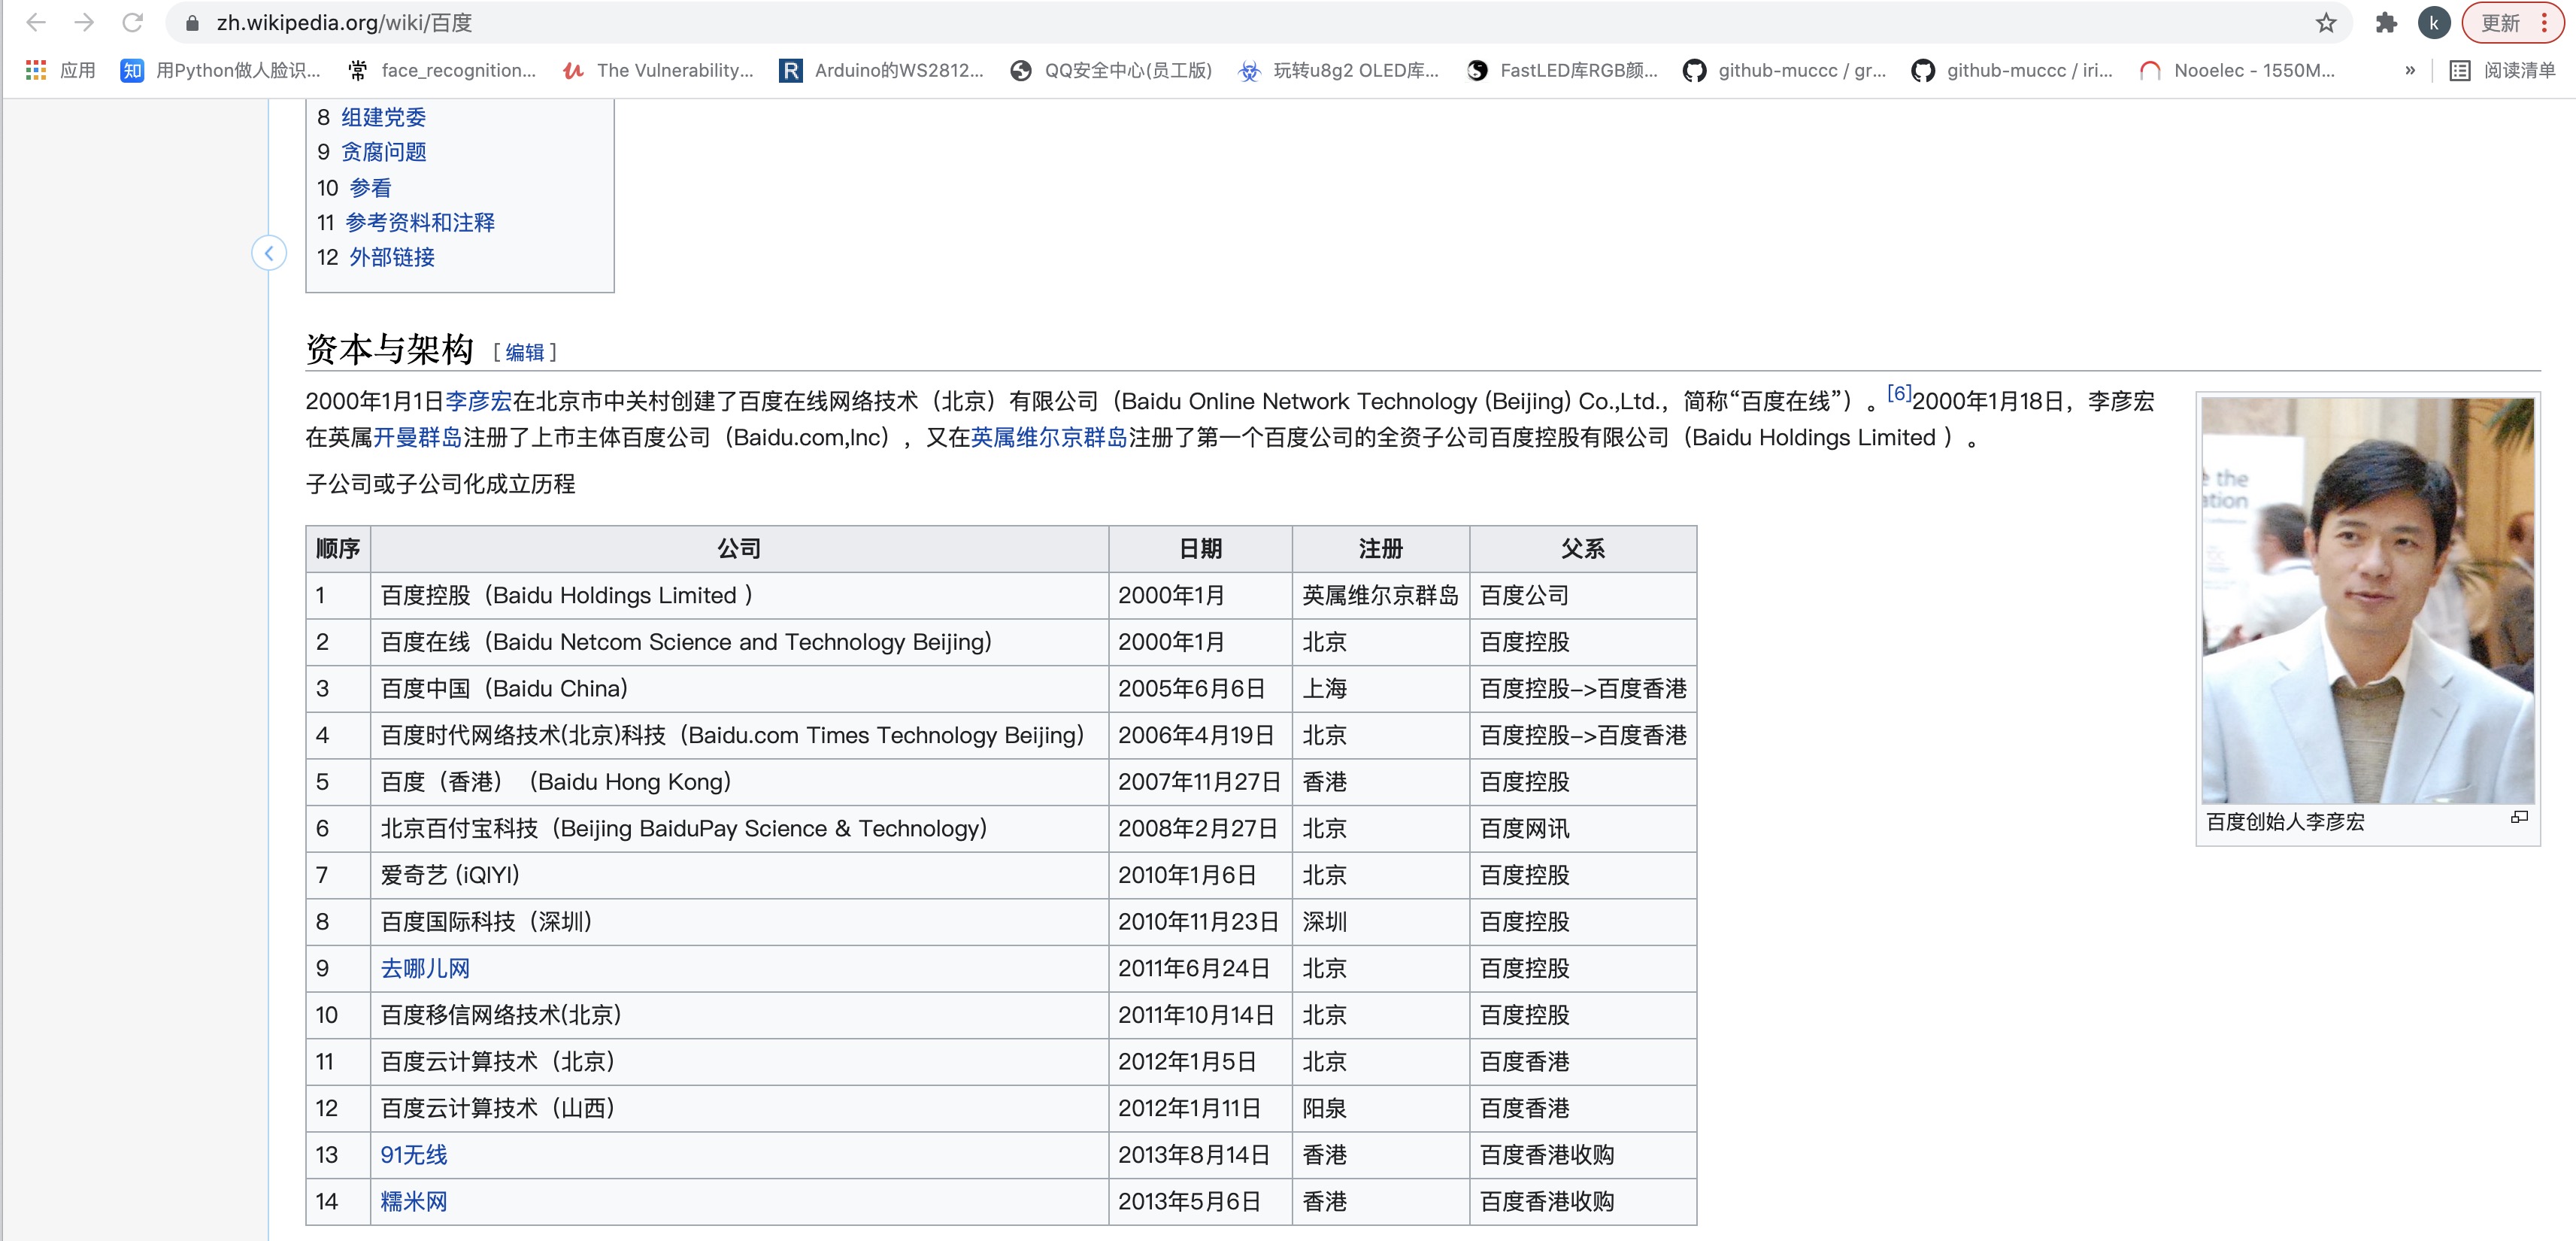 zh.wikipedia.org/wiki/百度
k
更新
应用
知
用Python做人脸识...
常
face_recognition...
The Vulnerability...
R
Arduino的WS2812...
QQ安全中心(员工版)
玩转u8g2 OLED库...
FastLED库RGB颜...
github-muccc / gr...
github-muccc / iri...
Nooelec - 1550M...
»
阅读清单
8 组建党委
9 贪腐问题
10 参看
11 参考资料和注释
12 外部链接
资本与架构 [ 编辑 ]
2000年1月1日李彦宏在北京市中关村创建了百度在线网络技术（北京）有限公司（Baidu Online Network Technology (Beijing) Co.,Ltd.，简称“百度在线”）。[6]2000年1月18日，李彦宏
在英属开曼群岛注册了上市主体百度公司（Baidu.com,Inc），又在英属维尔京群岛注册了第一个百度公司的全资子公司百度控股有限公司（Baidu Holdings Limited ）。
子公司或子公司化成立历程
顺序 公司 日期 注册 父系
1 百度控股（Baidu Holdings Limited ） 2000年1月 英属维尔京群岛 百度公司
2 百度在线（Baidu Netcom Science and Technology Beijing） 2000年1月 北京 百度控股
3 百度中国（Baidu China） 2005年6月6日 上海 百度控股–>百度香港
4 百度时代网络技术(北京)科技（Baidu.com Times Technology Beijing） 2006年4月19日 北京 百度控股–>百度香港
5 百度（香港）（Baidu Hong Kong） 2007年11月27日 香港 百度控股
6 北京百付宝科技（Beijing BaiduPay Science & Technology） 2008年2月27日 北京 百度网讯
7 爱奇艺 (iQIYI) 2010年1月6日 北京 百度控股
8 百度国际科技（深圳） 2010年11月23日 深圳 百度控股
9 去哪儿网 2011年6月24日 北京 百度控股
10 百度移信网络技术(北京） 2011年10月14日 北京 百度控股
11 百度云计算技术（北京） 2012年1月5日 北京 百度香港
12 百度云计算技术（山西） 2012年1月11日 阳泉 百度香港
13 91无线 2013年8月14日 香港 百度香港收购
14 糯米网 2013年5月6日 香港 百度香港收购
the
百度创始人李彦宏